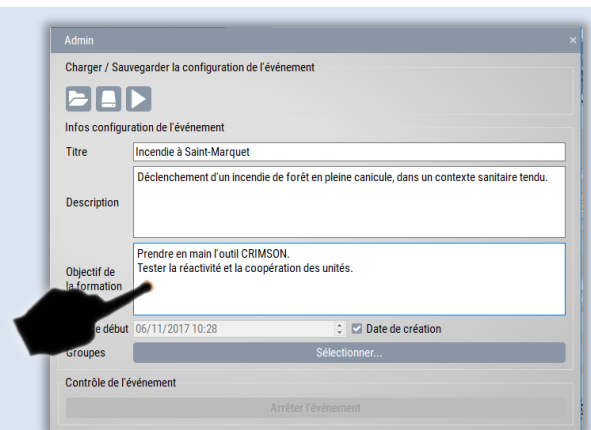 Admin
Charger / Sauvegarder la configuration de l'événement
Infos configuration de l'événement
Titre
Incendie à Saint-Marquet
Description
Déclenchement d'un incendie de forêt en pleine canicule, dans un contexte sanitaire tendu.
Objectif de
la formation
Prendre en main l'outil CRIMSON.
Tester la réactivité et la coopération des unités.
début
06/11/2017 10:28
Date de création
Groupes
Sélectionner...
Contrôle de l'événement
Arrêter l'événement